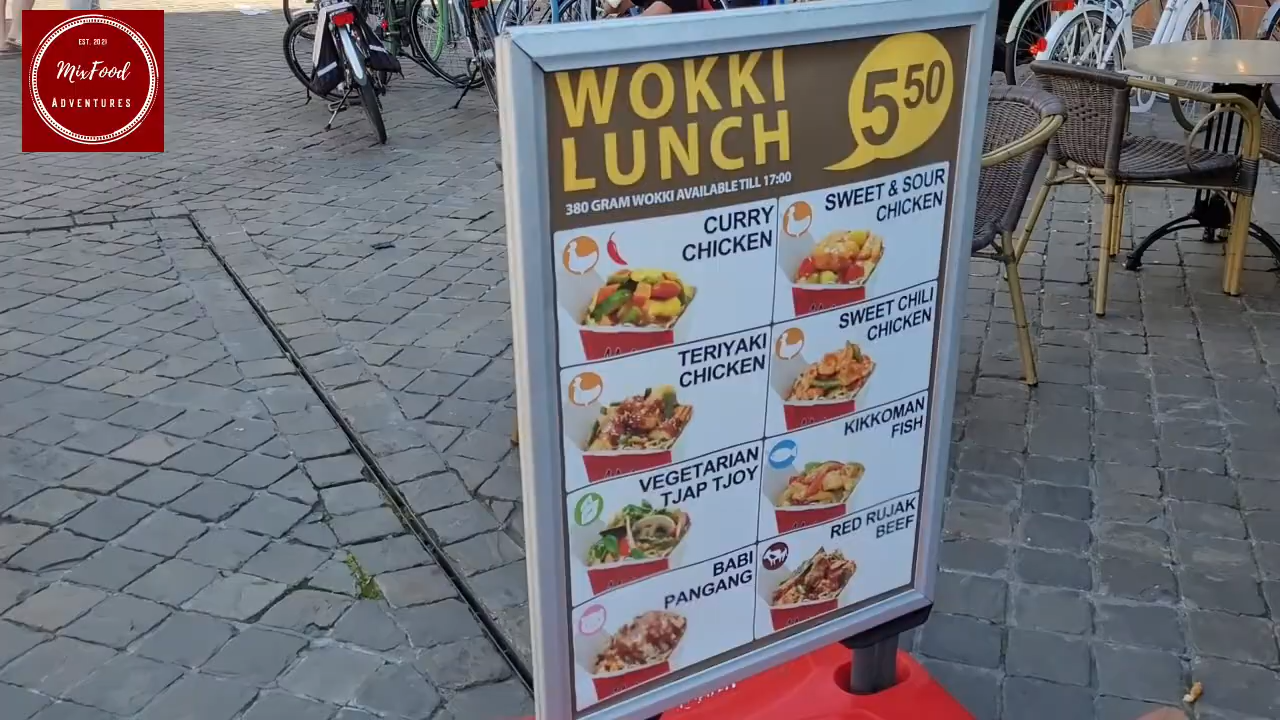 EST. 2021
MixFood
ADVENTURES
WOKKI
LUNCH
5 50
380 GRAM WOKKI AVAILABLE TILL 17:00
CURRY
CHICKEN
SWEET & SOUR
CHICKEN
TERIYAKI
CHICKEN
SWEET CHILI
CHICKEN
VEGETARIAN
TJAP TJOY
KIKKOMAN
FISH
BABI
PANGANG
RED RUJAK
BEEF